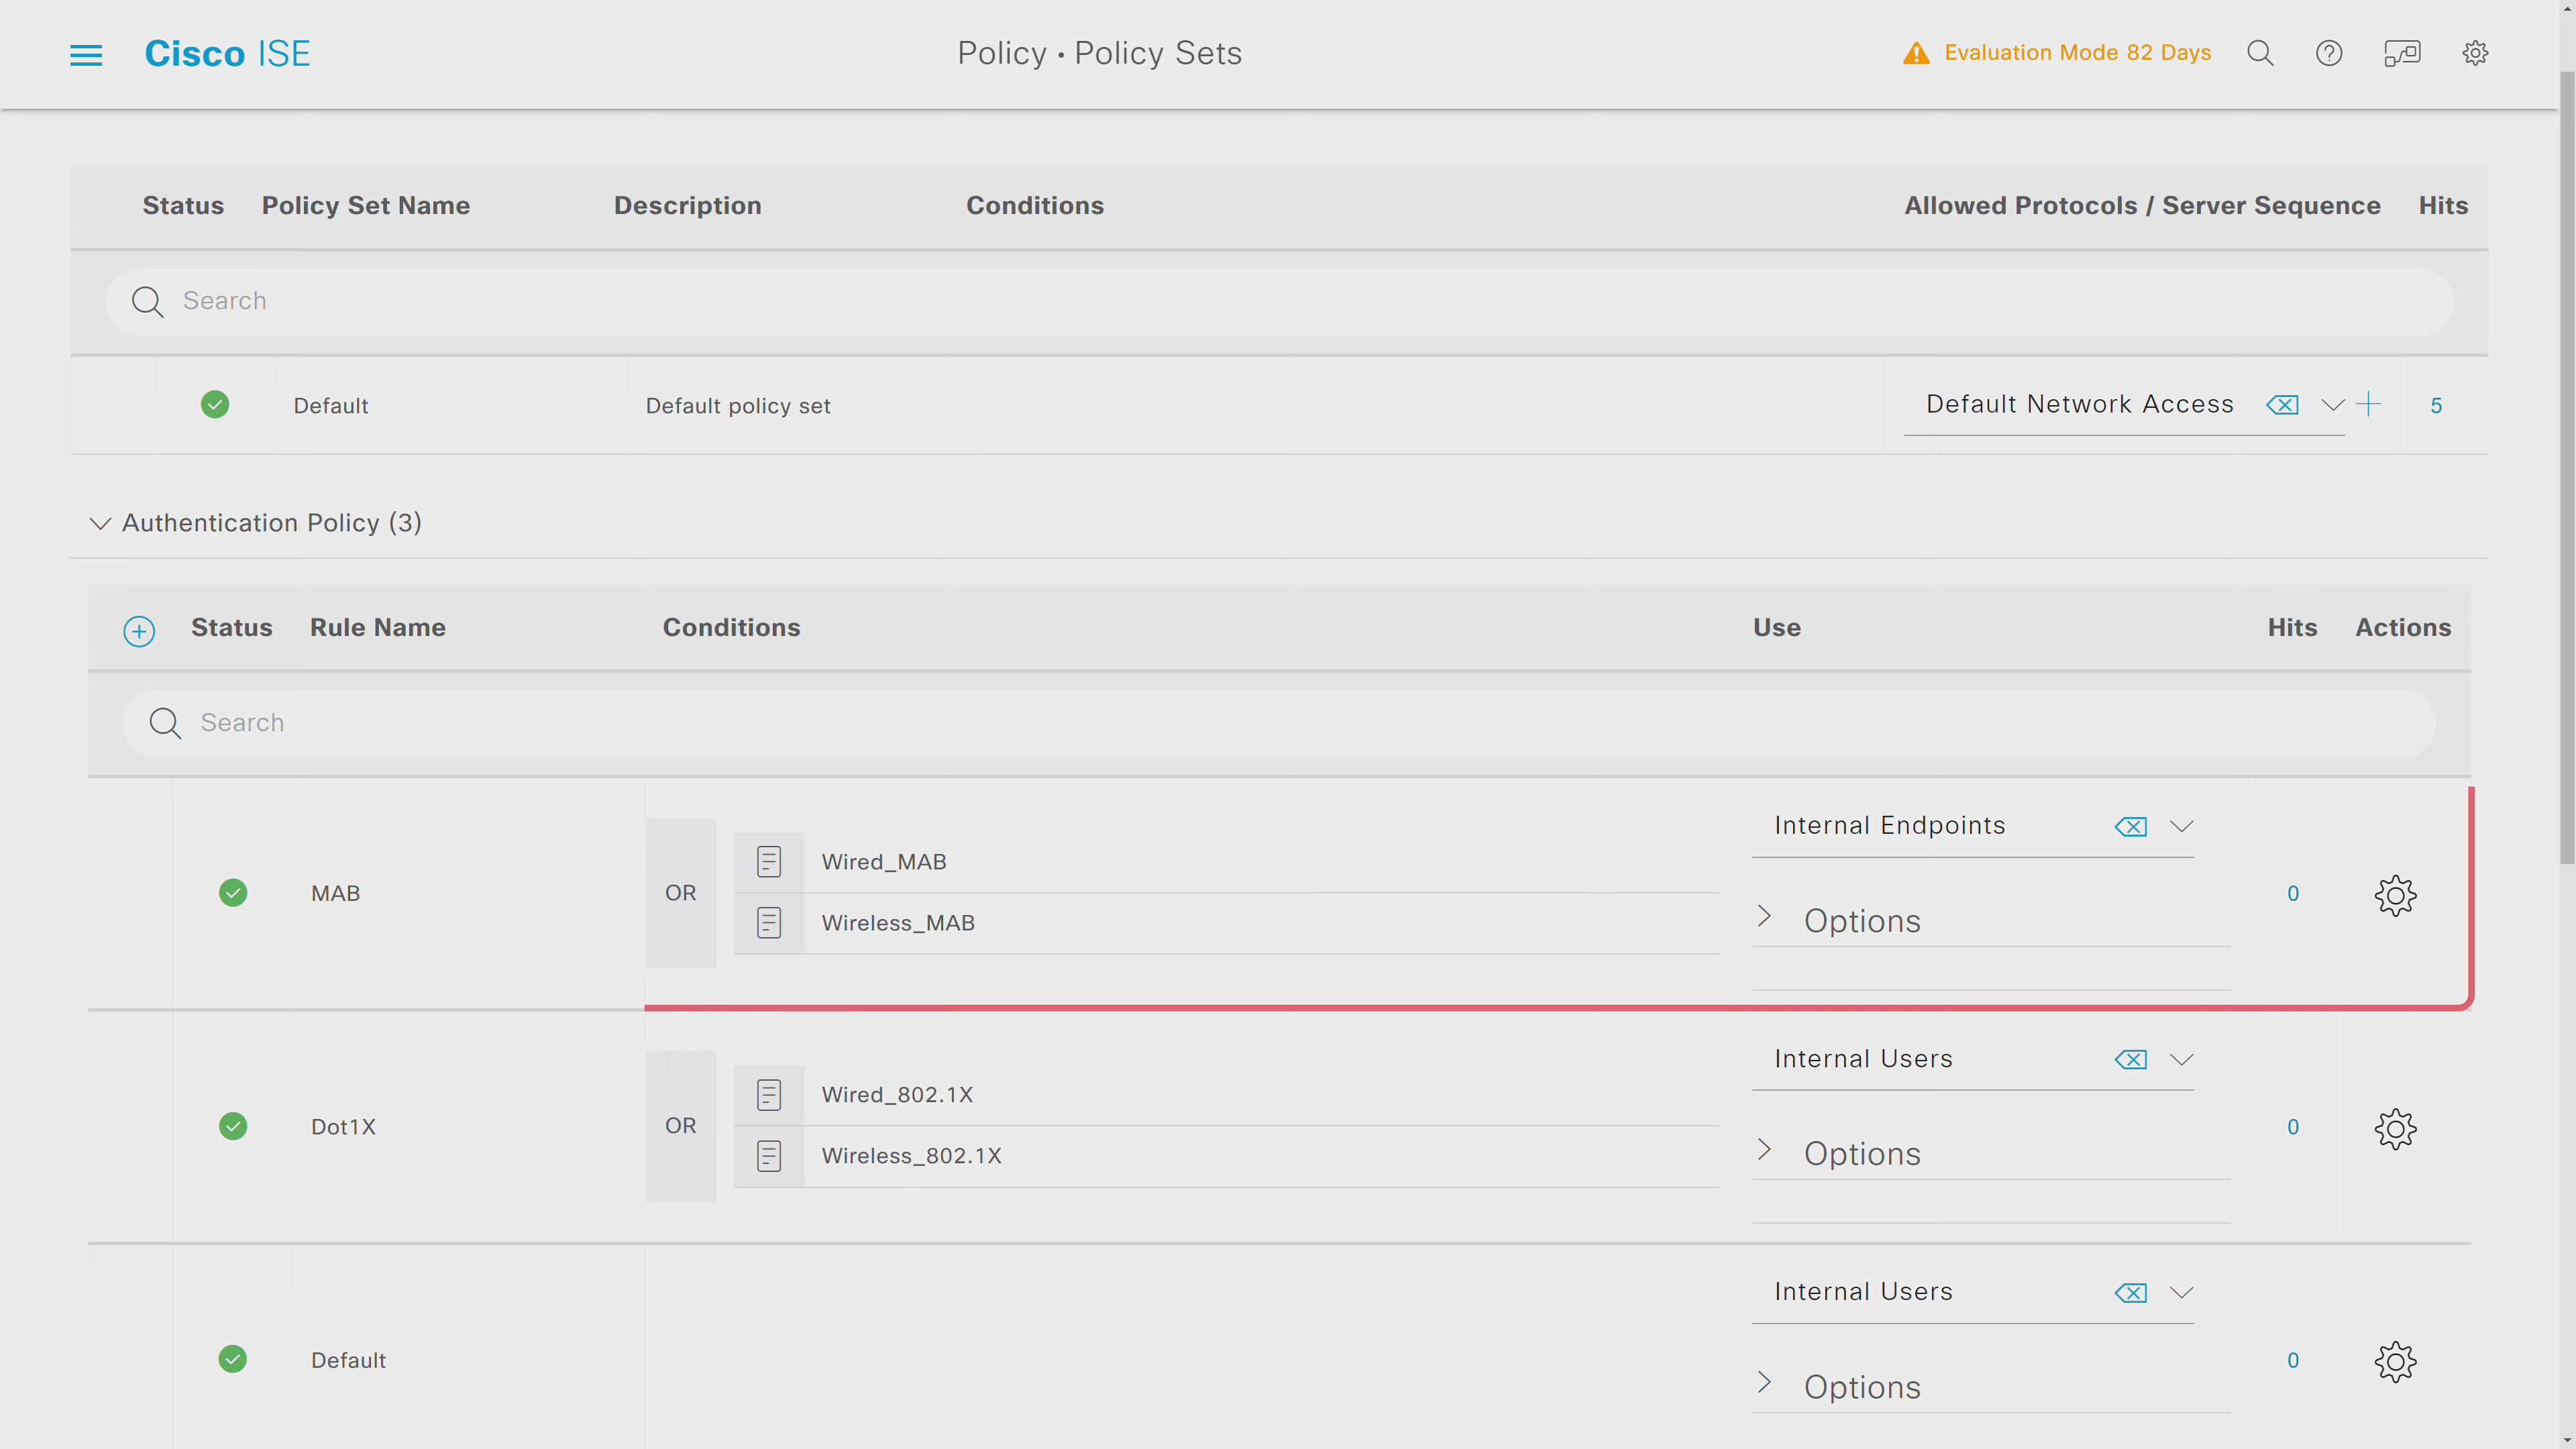 Cisco ISE
Policy • Policy Sets
Evaluation Mode 82 Days
Status Policy Set Name Description Conditions Allowed Protocols / Server Sequence Hits
Search
Default Default policy set Default Network Access 5
Authentication Policy (3)
Status Rule Name Conditions Use Hits Actions
Search
Internal Endpoints
Wired_MAB
MAB OR 0
Wireless_MAB
Options
Internal Users
Wired_802.1X
Dot1X OR 0
Wireless_802.1X
Options
Internal Users
Default 0
Options